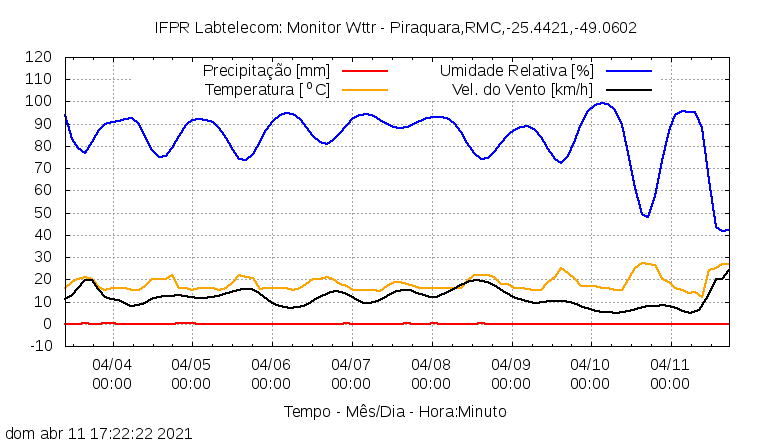 IFPR Labtelecom: Monitor Wttr - Piraquara,RMC,-25.4421,-49.0602
Precipitação [mm]
Umidade Relativa [%]
Temperatura [⁰C]
Vel. do Vento [km/h]
120
110
100
90
80
70
60
50
40
30
20
10
0
-10
04/04 04/05 04/06 04/07 04/08 04/09 04/10 04/11
00:00 00:00 00:00 00:00 00:00 00:00 00:00 00:00
Tempo - Mês/Dia - Hora:Minuto
dom abr 11 17:22:22 2021